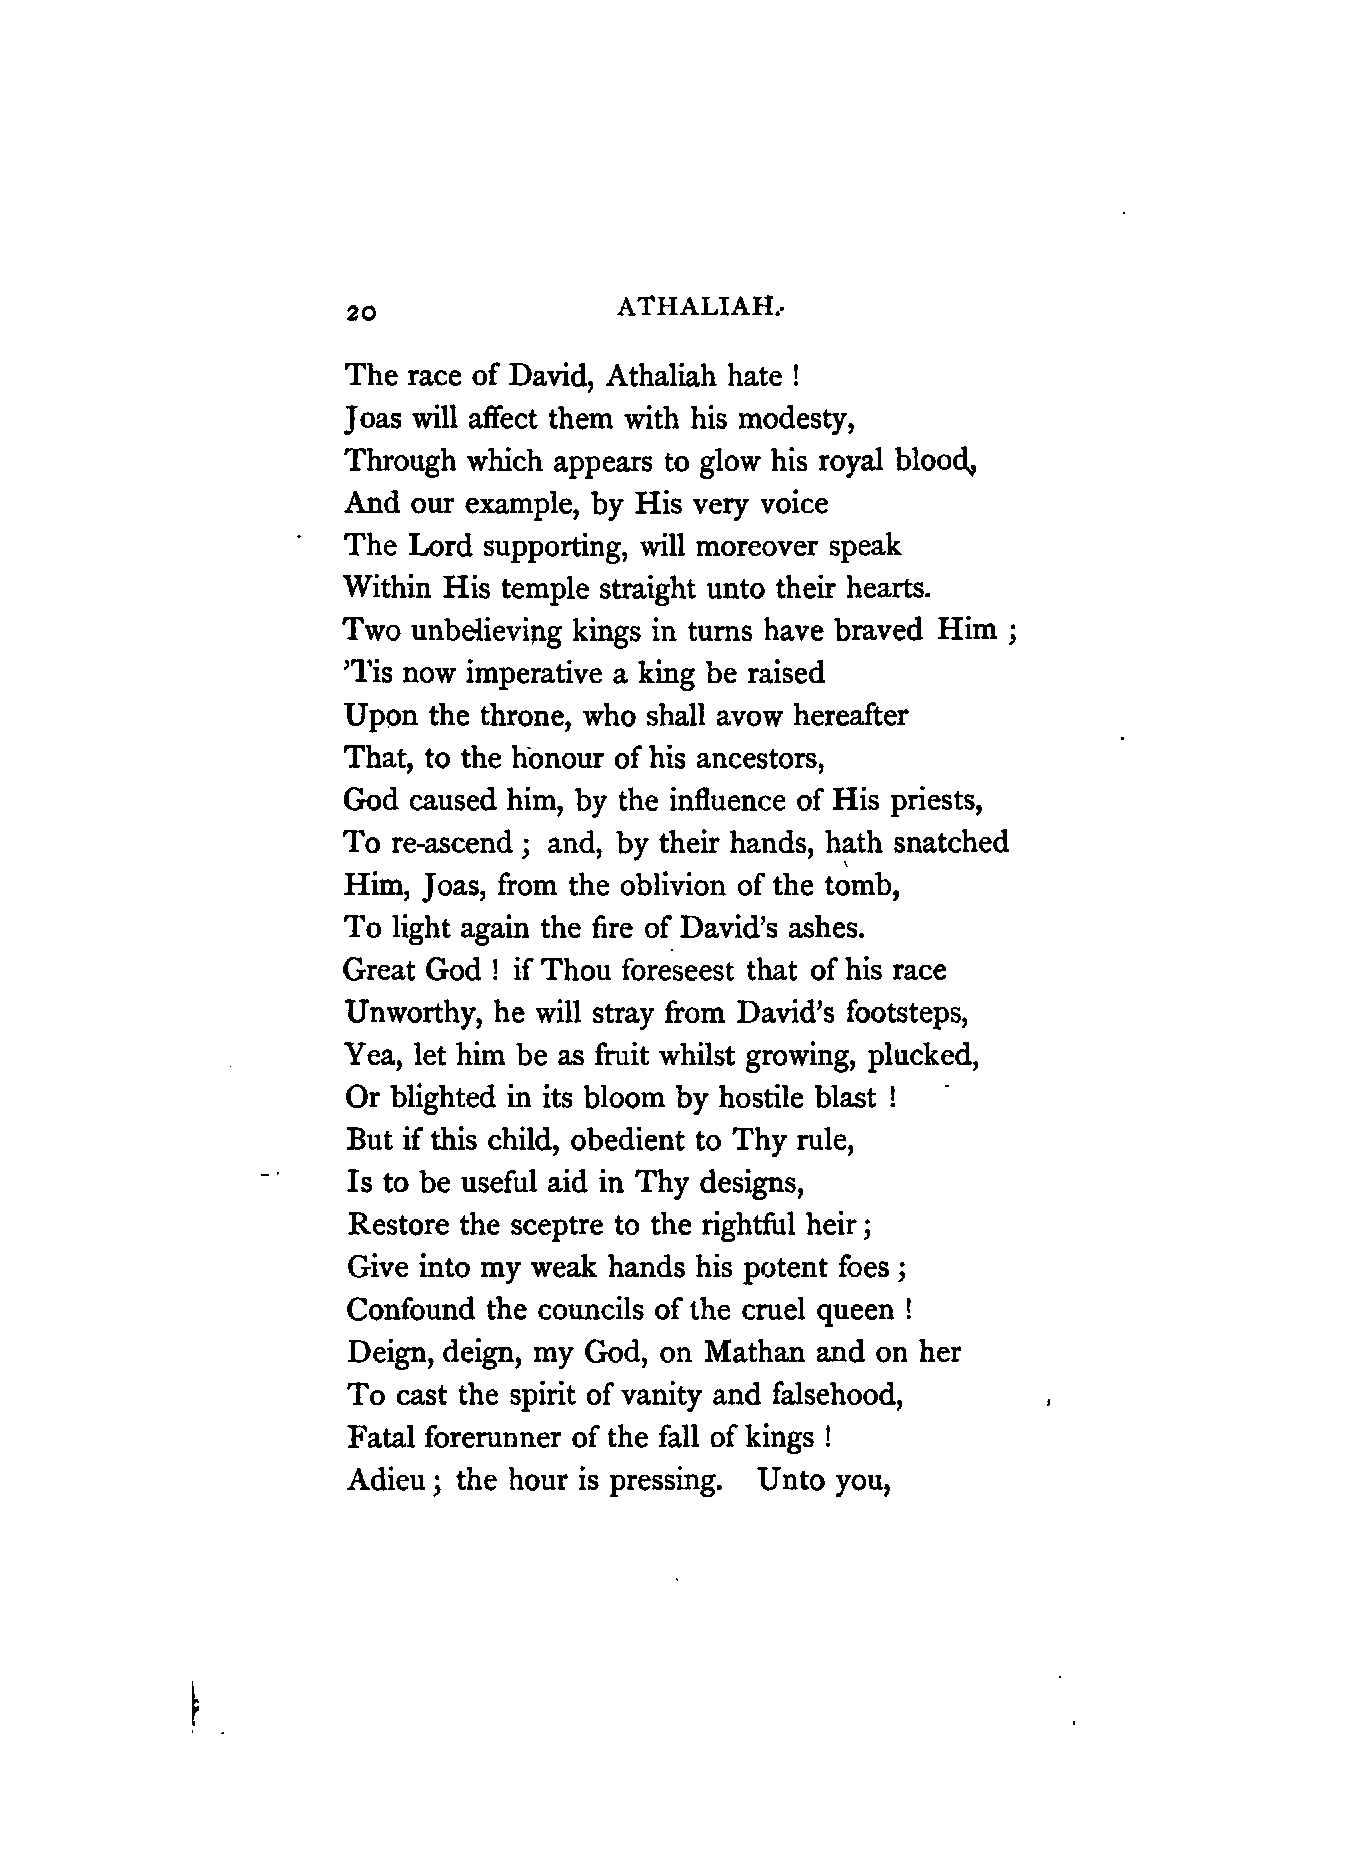 20 ATHALIAH.
The race of David, Athaliah hate !
Joas will affect them with his modesty,
Through which appears to glow his royal blood,
And our example, by His very voice
The Lord supporting, will moreover speak
Within His temple straight unto their hearts.
Two unbelieving kings in turns have braved Him ;
'Tis now imperative a king be raised
Upon the throne, who shall avow hereafter
That, to the honour of his ancestors,
God caused him, by the influence of His priests,
To re-ascend ; and, by their hands, hath snatched
Him, Joas, from the oblivion of the tomb,
To light again the fire of David's ashes.
Great God ! if Thou foreseest that of his race
Unworthy, he will stray from David's footsteps,
Yea, let him be as fruit whilst growing, plucked,
Or blighted in its bloom by hostile blast !
But if this child, obedient to Thy rule,
Is to be useful aid in Thy designs,
Restore the sceptre to the rightful heir ;
Give into my weak hands his potent foes ;
Confound the councils of the cruel queen !
Deign, deign, my God, on Mathan and on her
To cast the spirit of vanity and falsehood,
Fatal forerunner of the fall of kings !
Adieu ; the hour is pressing. Unto you,